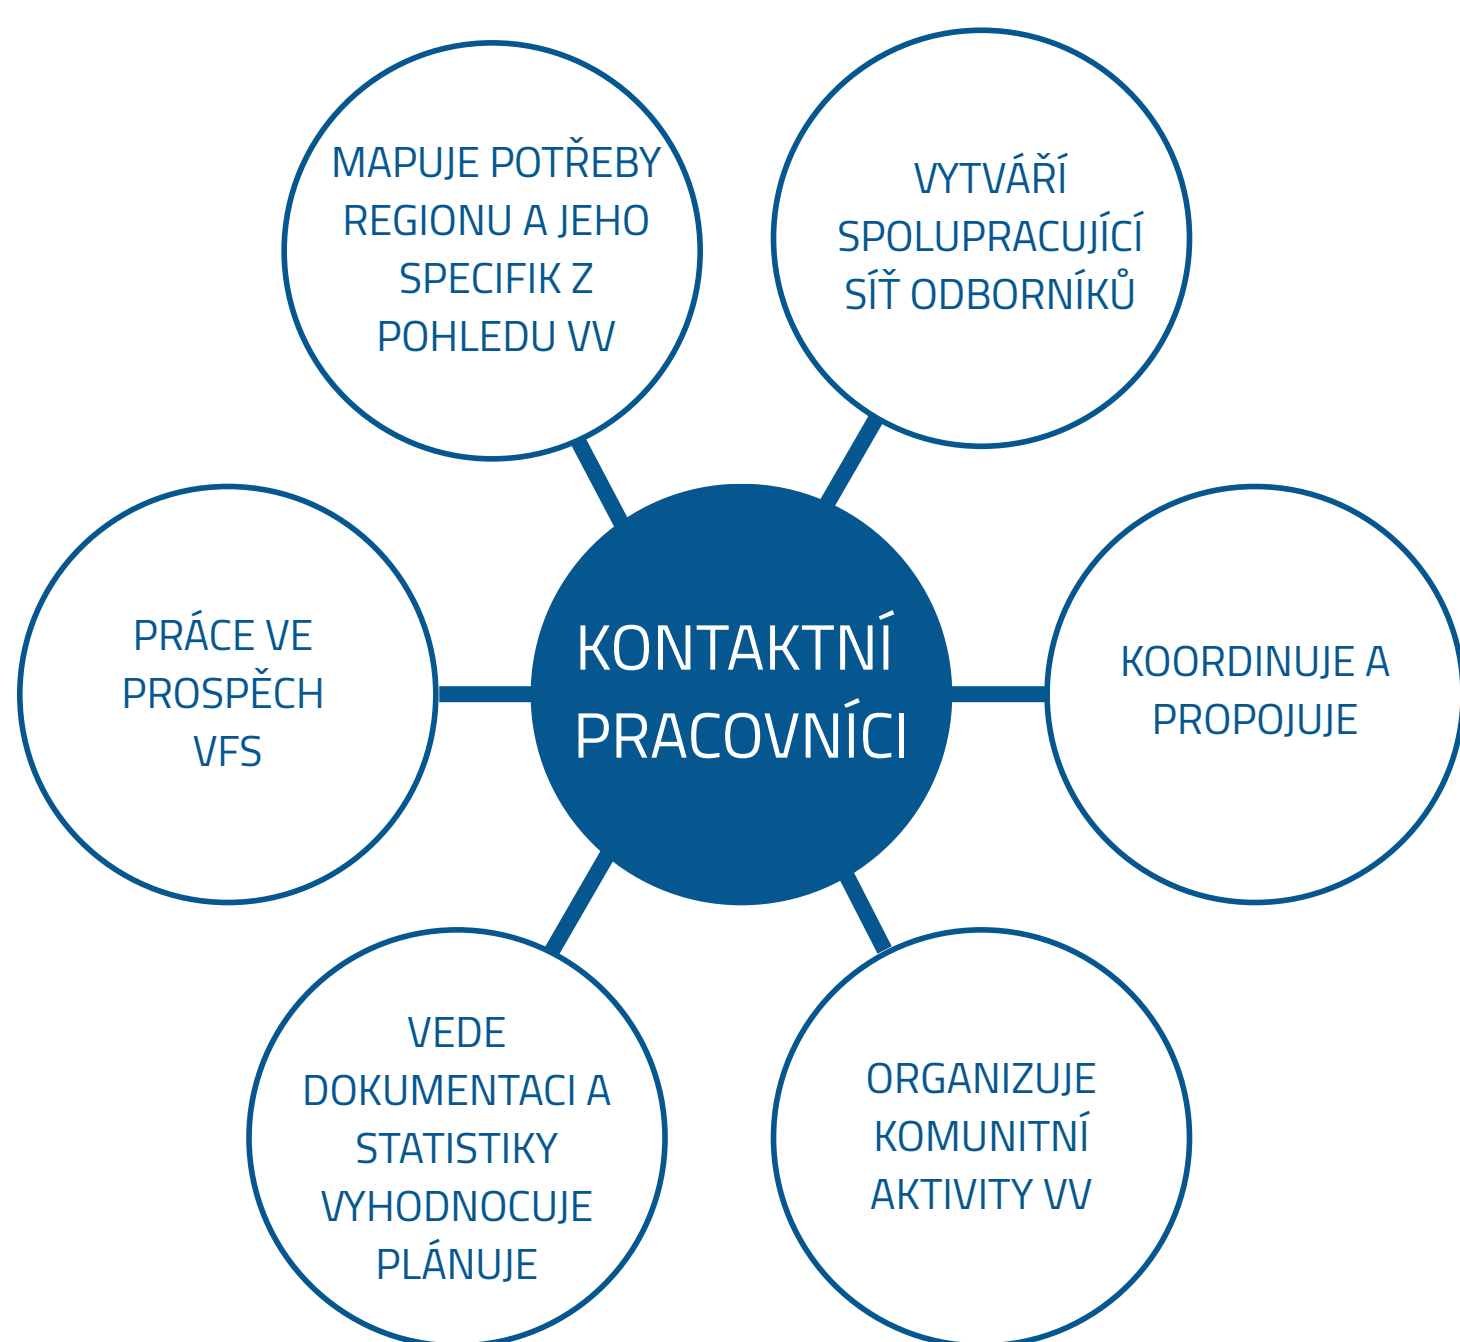 MAPUJE POTŘEBY
REGIONU A JEHO
SPECIFIK Z
POHLEDU VV
VYTVÁŘÍ
SPOLUPRACUJÍCÍ
SÍŤ ODBORNÍKŮ
PRÁCE VE
PROSPĚCH
VFS
KONTAKTNÍ
PRACOVNÍCI
KOORDINUJE A
PROPOJUJE
VEDE
DOKUMENTACI A
STATISTIKY
VYHODNOCUJE
PLÁNUJE
ORGANIZUJE
KOMUNITNÍ
AKTIVITY VV